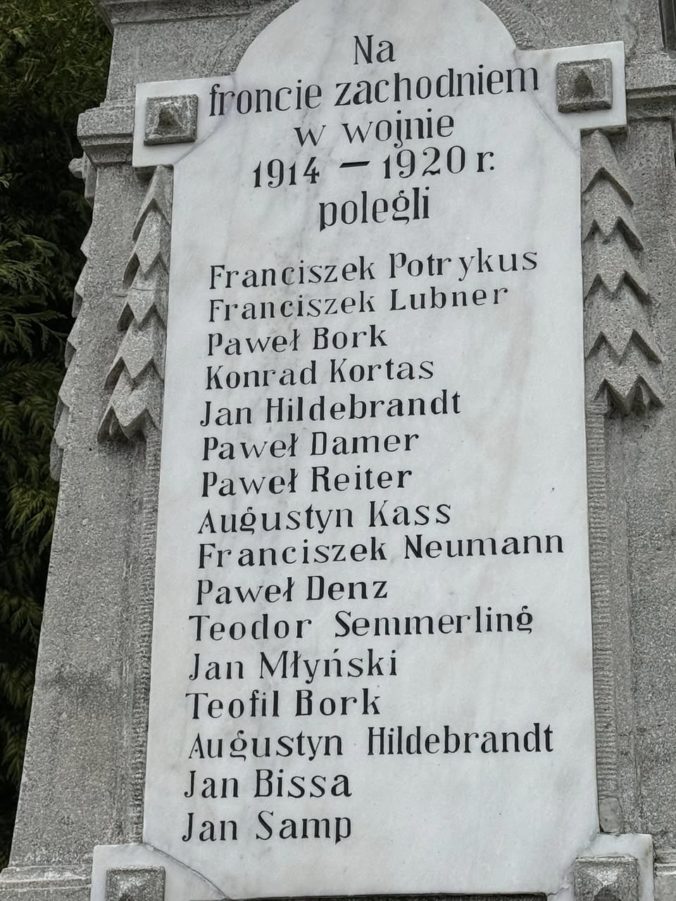 Na
froncie zachodniem
w wojnie
1914 – 1920 r.
polegli
Franciszek Potrykus
Franciszek Lubner
Paweł Bork
Konrad Kortas
Jan Hildebrandt
Paweł Damer
Paweł Reiter
Augustyn Kass
Franciszek Neumann
Paweł Denz
Teodor Semmerling
Jan Młyński
Teofil Bork
Augustyn Hildebrandt
Jan Bissa
Jan Samp